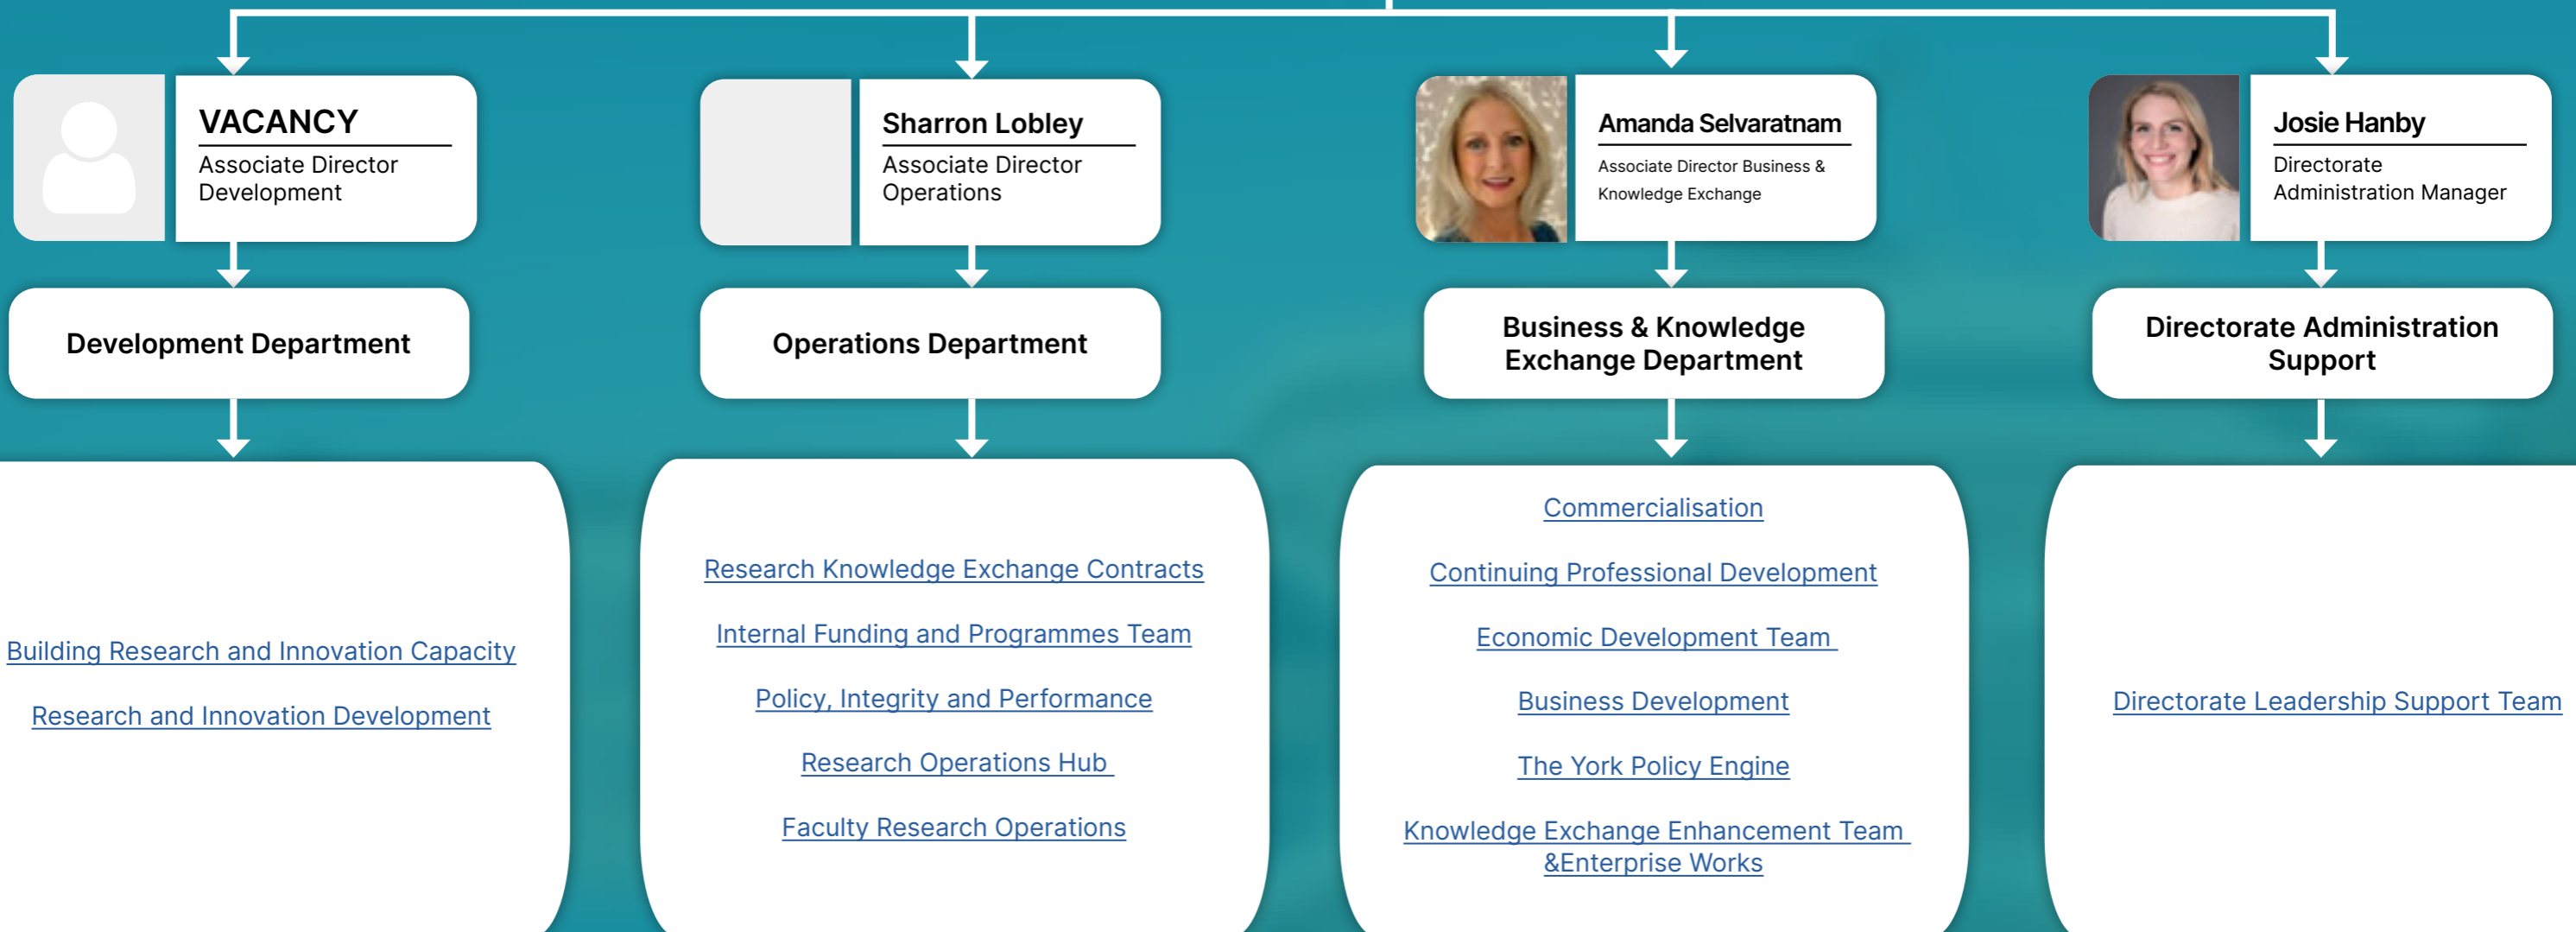 VACANCY
Associate Director
Development
Sharron Lobley
Associate Director
Operations
Amanda Selvaratnam
Associate Director Business &
Knowledge Exchange
Josie Hanby
Directorate
Administration Manager
Development Department
Operations Department
Business & Knowledge
Exchange Department
Directorate Administration
Support
Building Research and Innovation Capacity
Research and Innovation Development
Research Knowledge Exchange Contracts
Internal Funding and Programmes Team
Policy, Integrity and Performance
Research Operations Hub
Faculty Research Operations
Commercialisation
Continuing Professional Development
Economic Development Team
Business Development
The York Policy Engine
Knowledge Exchange Enhancement Team
&Enterprise Works
Directorate Leadership Support Team